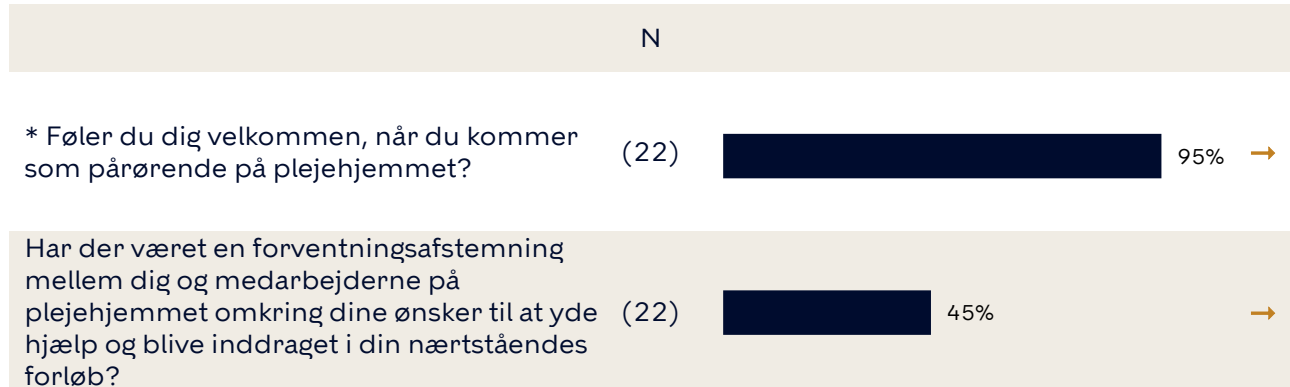 N
* Føler du dig velkommen, når du kommer
som pårørende på plejehjemmet?
(22)
95%
→
Har der været en forventningsafstemning
mellem dig og medarbejderne på
plejehjemmet omkring dine ønsker til at yde
hjælp og blive inddraget i din nærtståendes
forløb?
(22)
45%
→